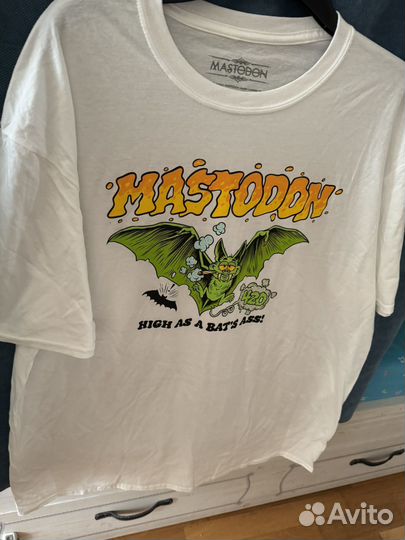 MASTODON
MASTODON
420
HIGH AS A BAT'S ASS!
Avito